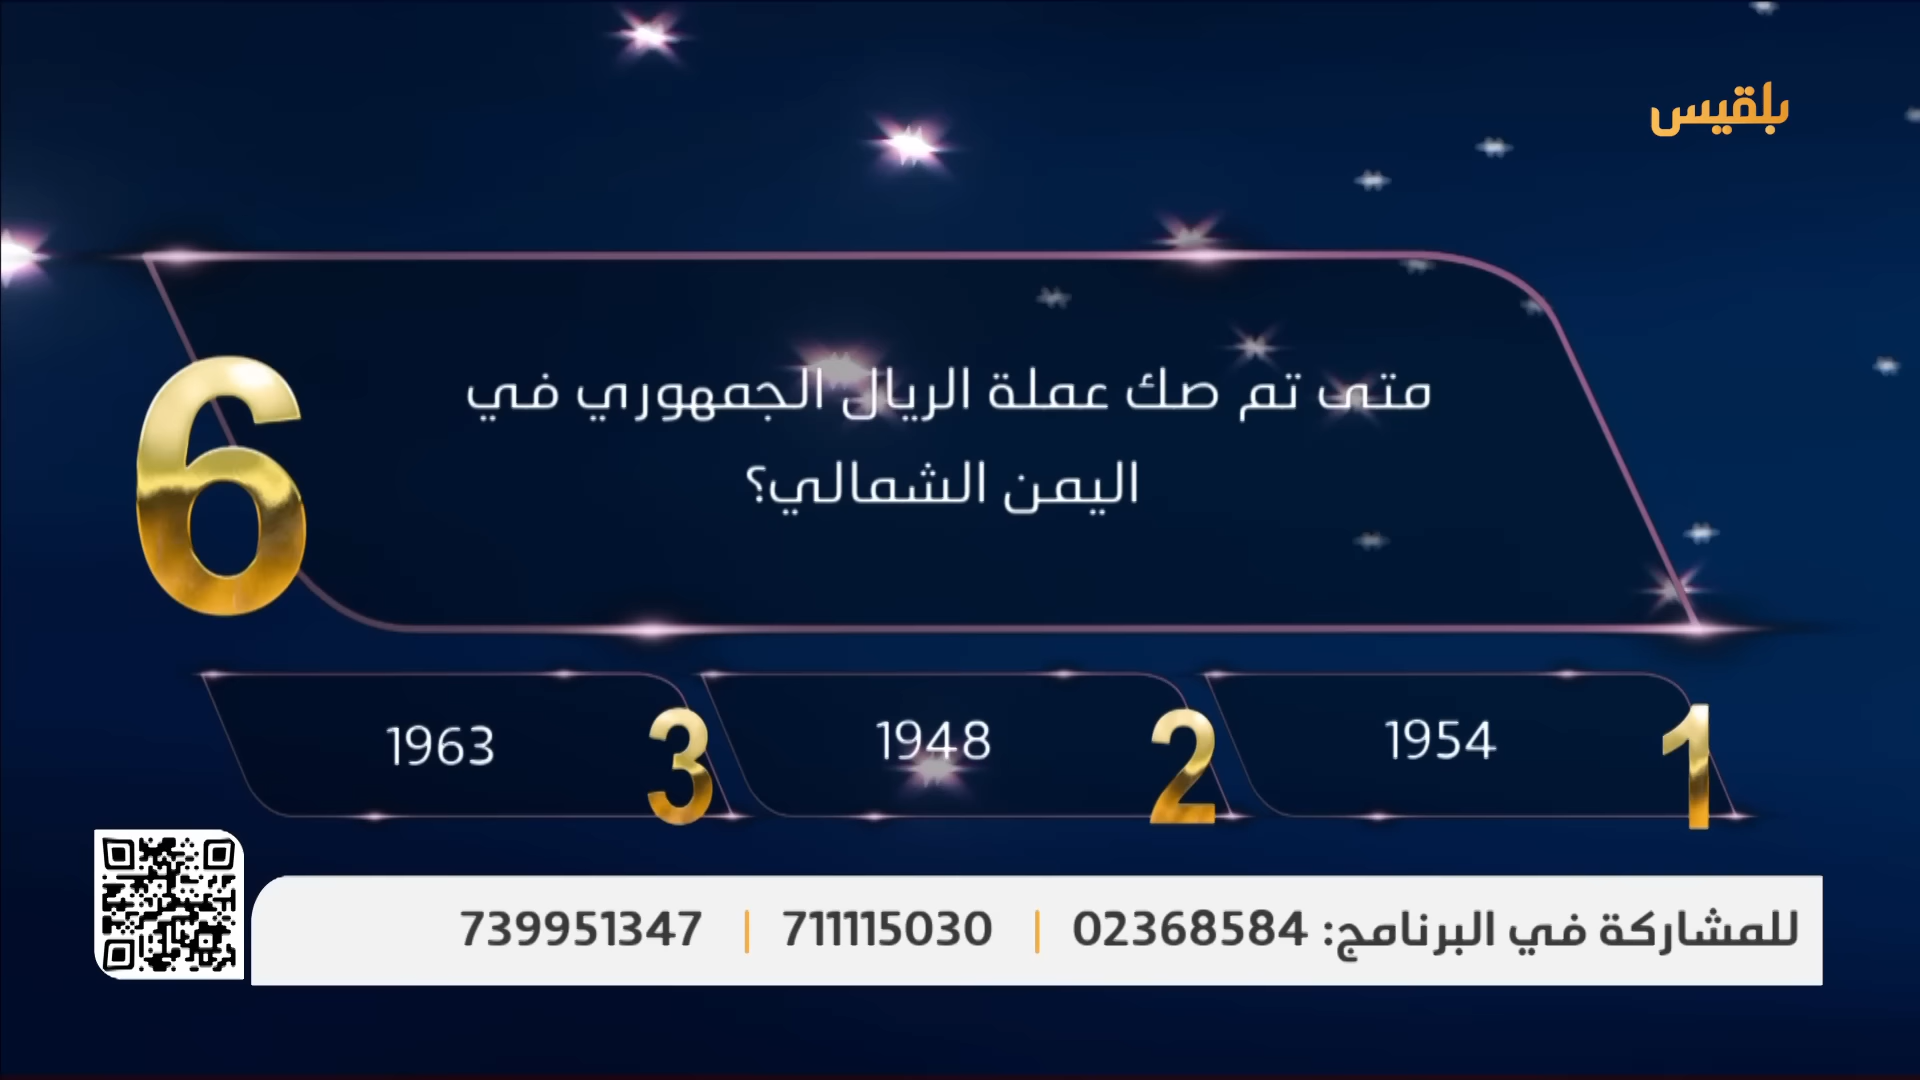 بلقيس
متى تم صك عملة الريال الجمهوري في
اليمن الشمالي؟
6
1 1954
2 1948
3 1963
للمشاركة في البرنامج: 02368584 | 711115030 | 739951347